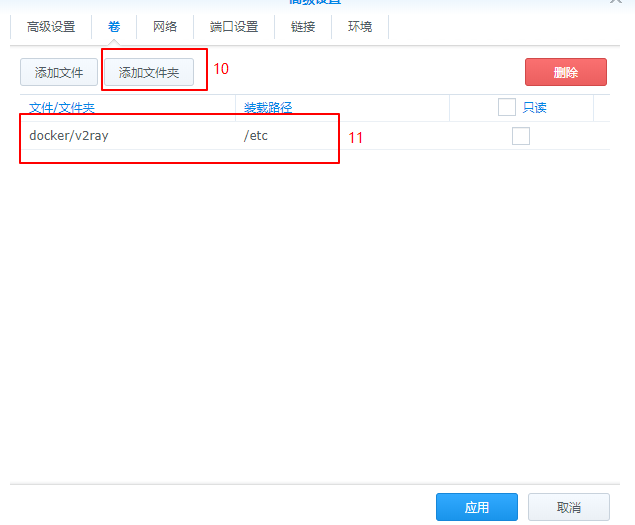 高级设置
高级设置 卷 网络 端口设置 链接 环境
添加文件 添加文件夹 10 删除
文件/文件夹 装载路径 只读
docker/v2ray /etc 11
应用 取消